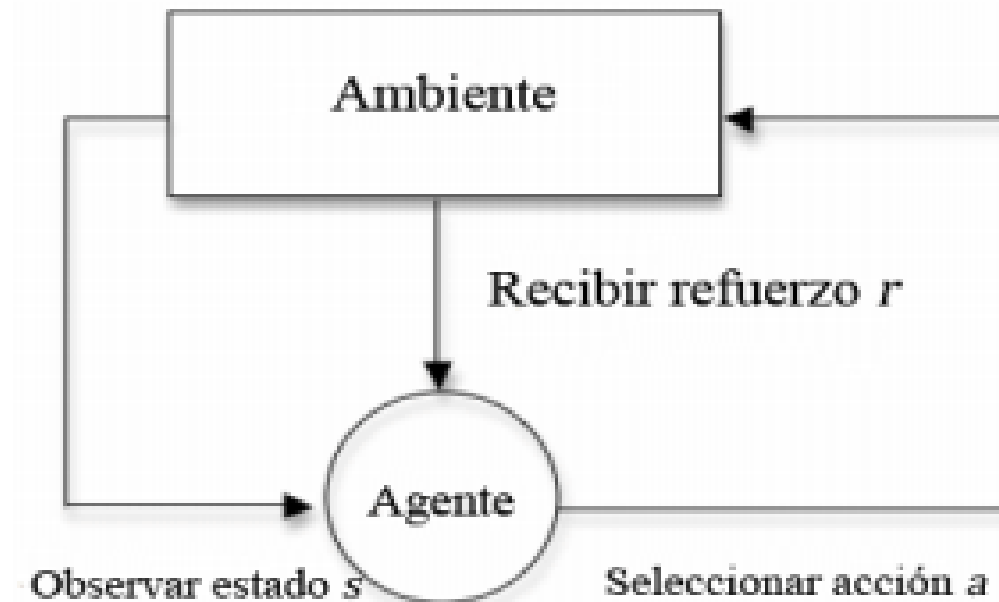 Ambiente
Recibir refuerzo r
Agente
Observar estado s
Seleccionar acción a